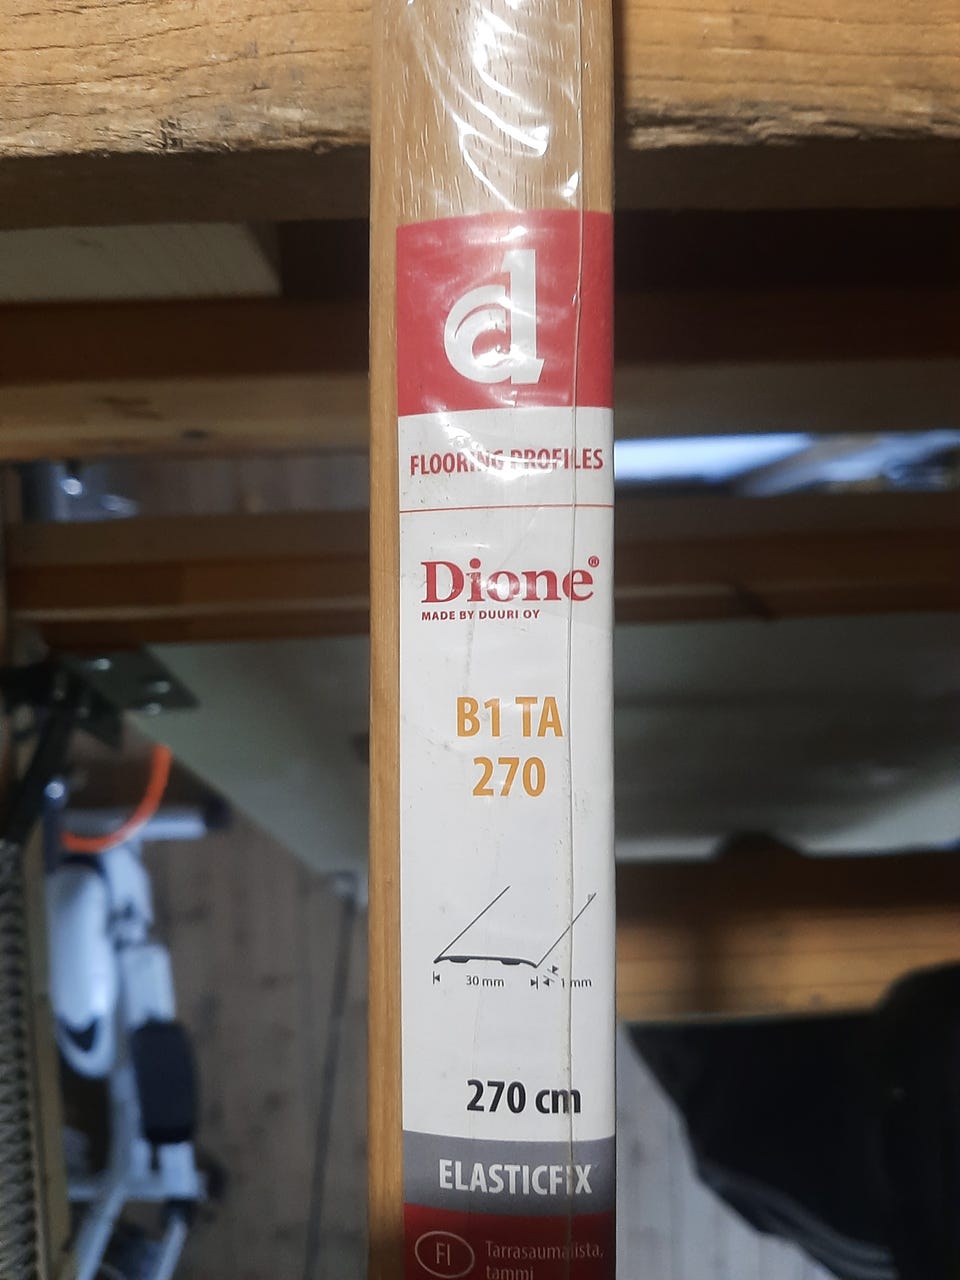 d
FLOORING PROFILES
Dione®
MADE BY DUURI OY
B1 TA
270
30 mm
1 mm
270 cm
ELASTICFIX
FI
Tarrasaumalista,
tammi